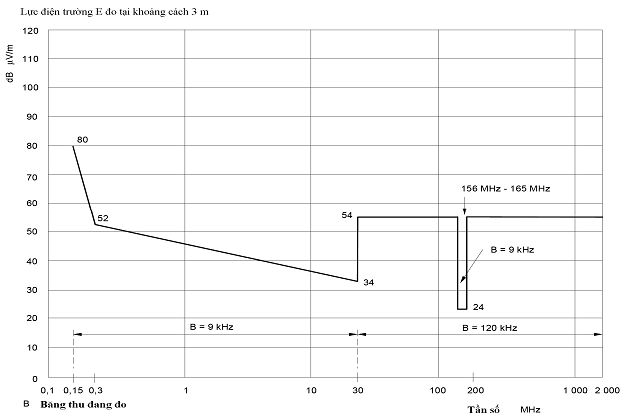 Lực điện trường E đo tại khoảng cách 3 m
120
dB µV/m
110
100
90
80
80
70
156 MHz - 165 MHz
60
52
54
50
B = 9 kHz
40
34
30
24
20
B = 9 kHz
B = 120 kHz
10
0
0,1 0,15 0,3 1 10 30 100 200 1 000 2 000
B Băng thu dang đo
Tần số MHz